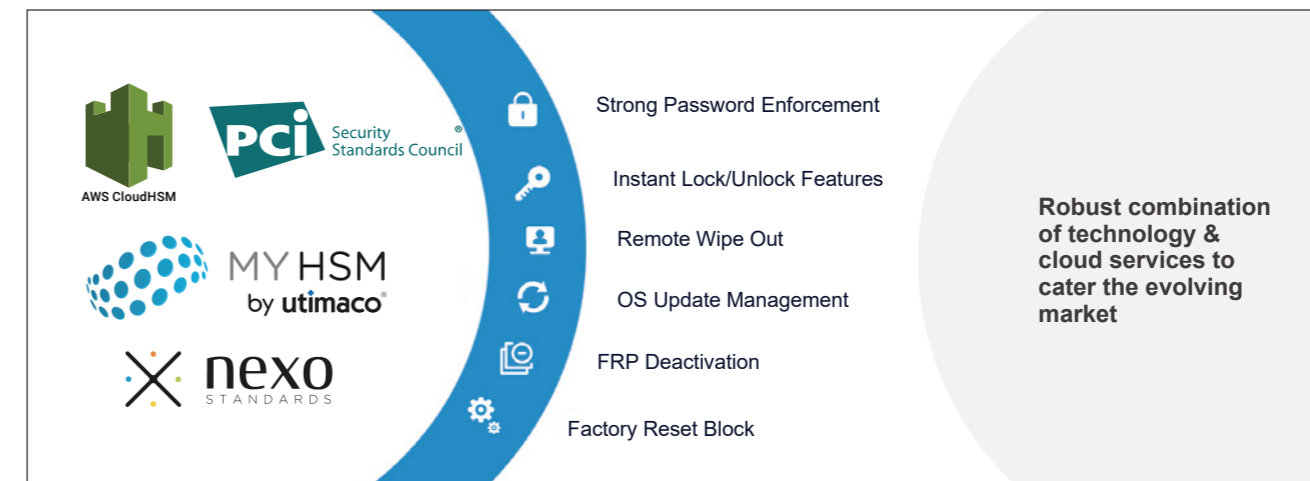 AWS CloudHSM
PCi Security
Standards Council ®
MYHSM
by utimaco®
nexo
STANDARDS
Strong Password Enforcement
Instant Lock/Unlock Features
Remote Wipe Out
OS Update Management
FRP Deactivation
Factory Reset Block
Robust combination
of technology &
cloud services to
cater the evolving
market